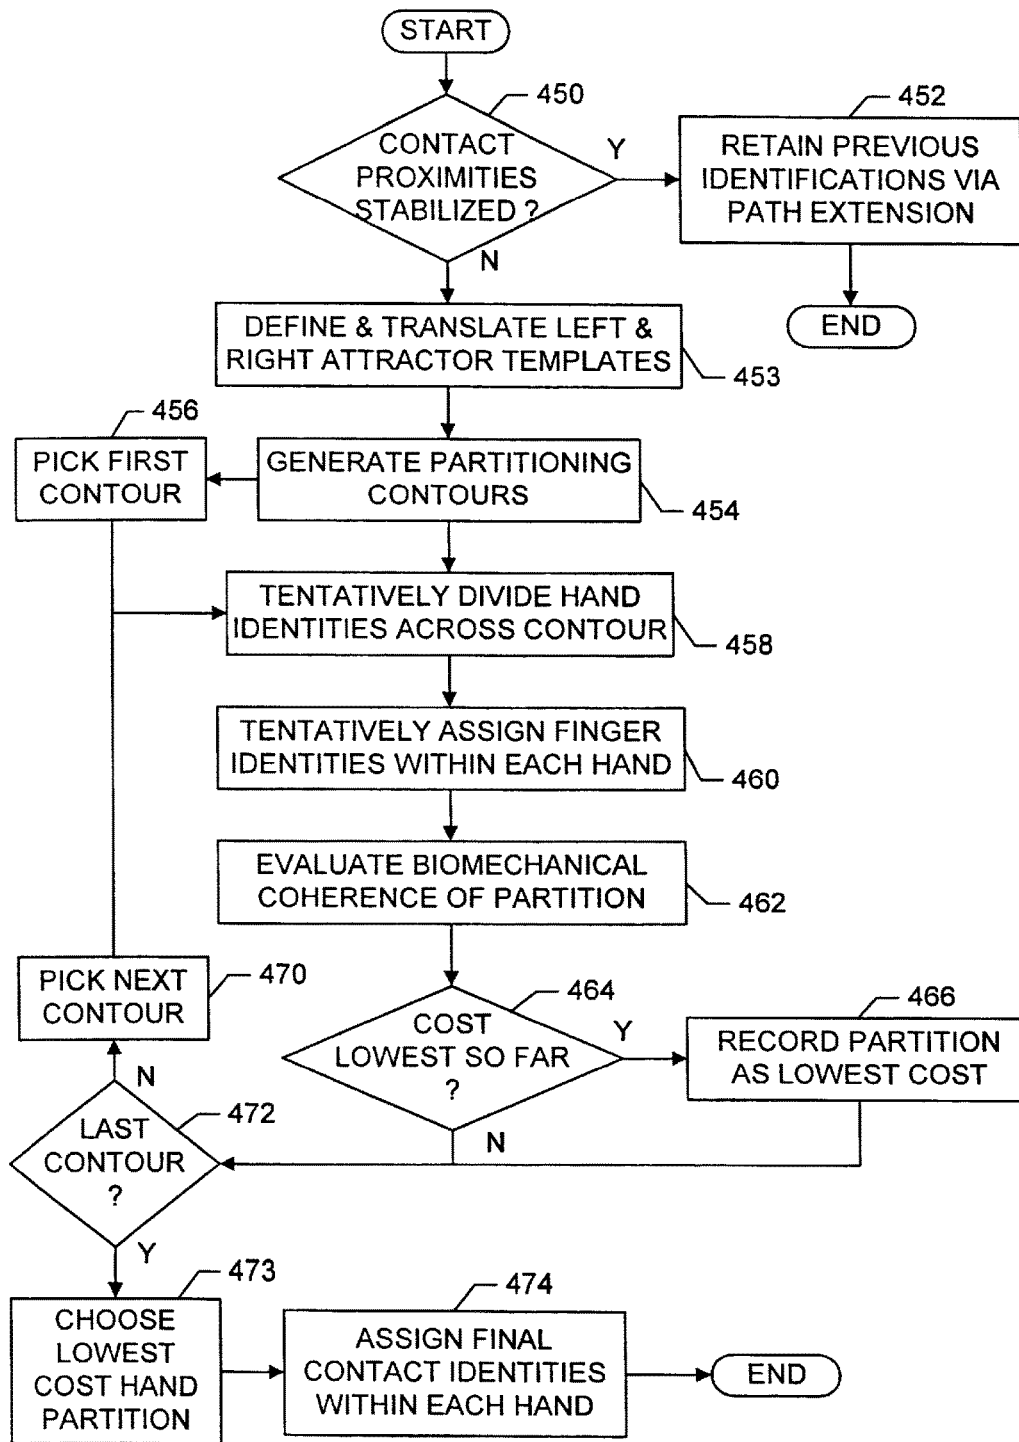 START
450
CONTACT
PROXIMITIES
STABILIZED ?
Y
N
452
RETAIN PREVIOUS
IDENTIFICATIONS VIA
PATH EXTENSION
END
DEFINE & TRANSLATE LEFT &
RIGHT ATTRACTOR TEMPLATES
453
456
PICK FIRST
CONTOUR
GENERATE PARTITIONING
CONTOURS
454
TENTATIVELY DIVIDE HAND
IDENTITIES ACROSS CONTOUR
458
TENTATIVELY ASSIGN FINGER
IDENTITIES WITHIN EACH HAND
460
EVALUATE BIOMECHANICAL
COHERENCE OF PARTITION
462
PICK NEXT
CONTOUR
470
464
COST
LOWEST SO FAR
?
Y
N
466
RECORD PARTITION
AS LOWEST COST
N
472
LAST
CONTOUR
?
Y
473
CHOOSE
LOWEST
COST HAND
PARTITION
474
ASSIGN FINAL
CONTACT IDENTITIES
WITHIN EACH HAND
END